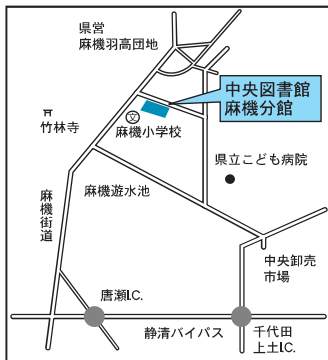 県営
麻機羽高団地
中央図書館
麻機分館
竹林寺
文
麻機小学校
県立こども病院
麻機遊水池
麻機街道
中央卸売
市場
唐瀬I.C.
静清バイパス
千代田
上土I.C.